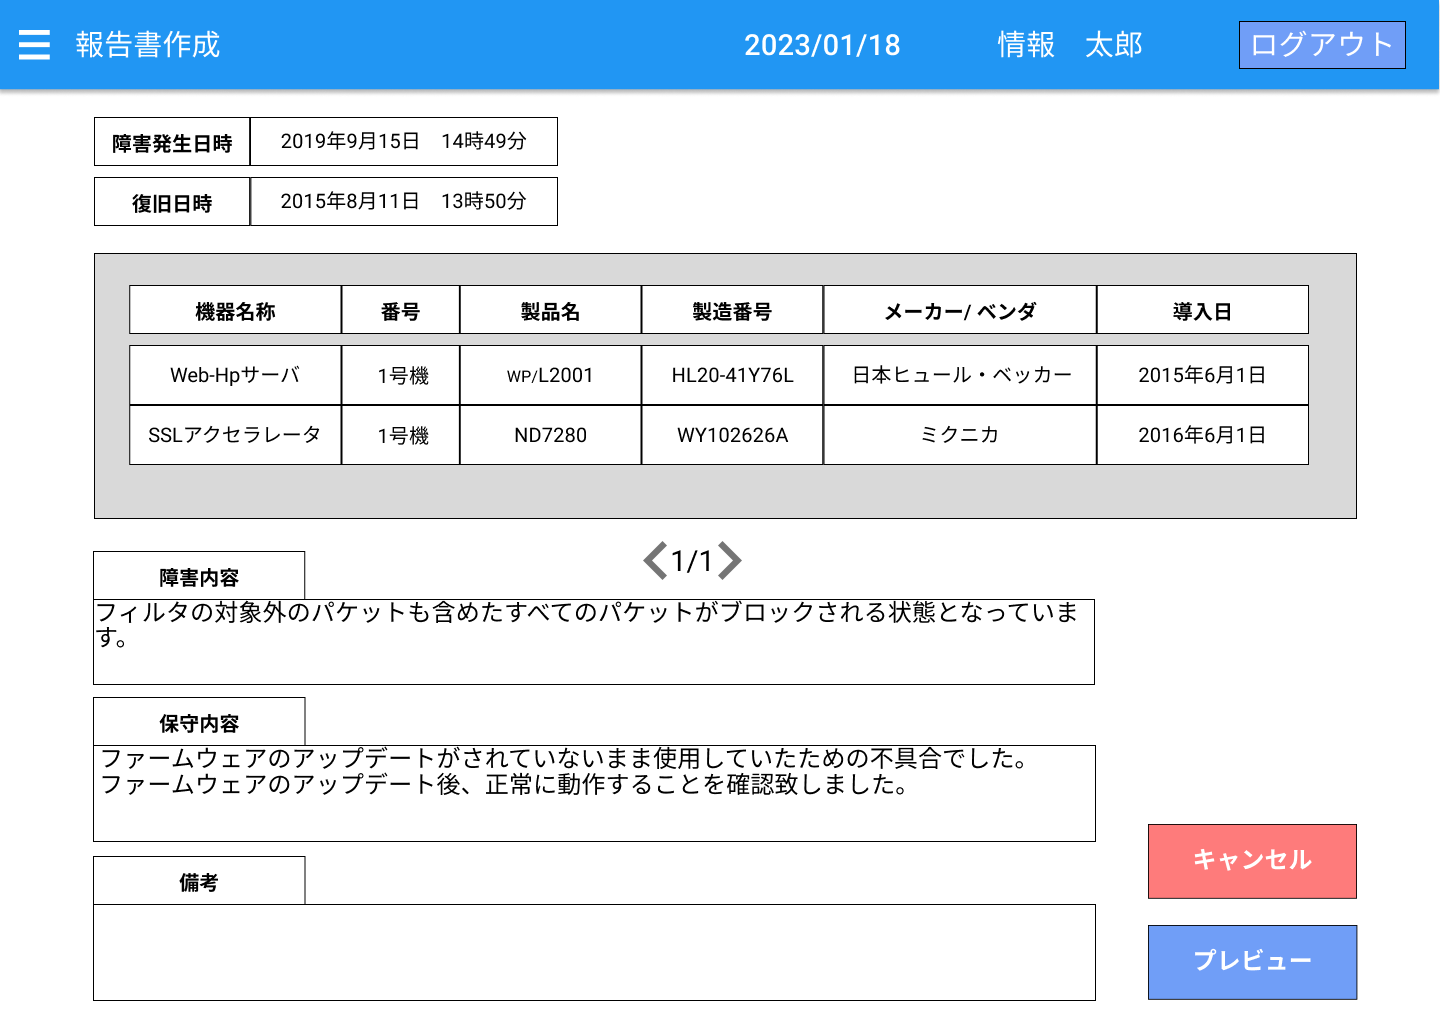 報告書作成
2023/01/18
情報　太郎
ログアウト
障害発生日時 2019年9月15日　14時49分
復旧日時 2015年8月11日　13時50分
機器名称 番号 製品名 製造番号 メーカー/ ベンダ 導入日
Web-Hpサーバ 1号機 WP/L2001 HL20-41Y76L 日本ヒュール・ベッカー 2015年6月1日
SSLアクセラレータ 1号機 ND7280 WY102626A ミクニカ 2016年6月1日
1/1
障害内容
フィルタの対象外のパケットも含めたすべてのパケットがブロックされる状態となっていま
す。
保守内容
ファームウェアのアップデートがされていないまま使用していたための不具合でした。
ファームウェアのアップデート後、正常に動作することを確認致しました。
備考
キャンセル
プレビュー